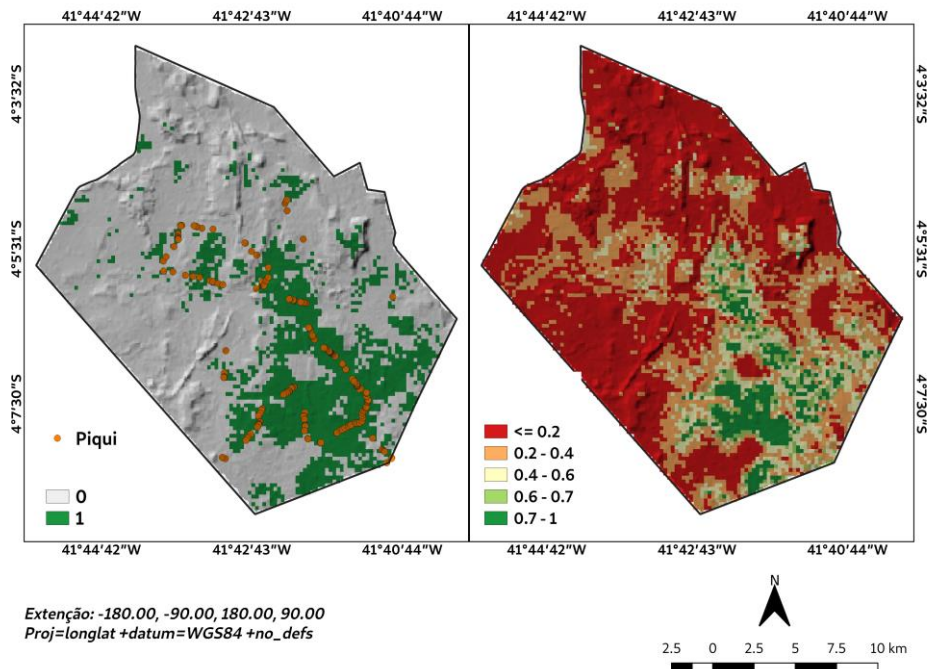 41°44'42"W 41°42'43"W 41°40'44"W 41°44'42"W 41°42'43"W 41°40'44"W
4°3'32"S
4°5'31"S
4°7'30"S
Piqui
0
1
<= 0.2
0.2 - 0.4
0.4 - 0.6
0.6 - 0.7
0.7 - 1
4°3'32"S
4°5'31"S
4°7'30"S
41°44'42"W 41°42'43"W 41°40'44"W 41°44'42"W 41°42'43"W 41°40'44"W
Extenção: -180.00, -90.00, 180.00, 90.00
Proj=longlat +datum=WGS84 +no_defs
N
2.5 0 2.5 5 7.5 10 km